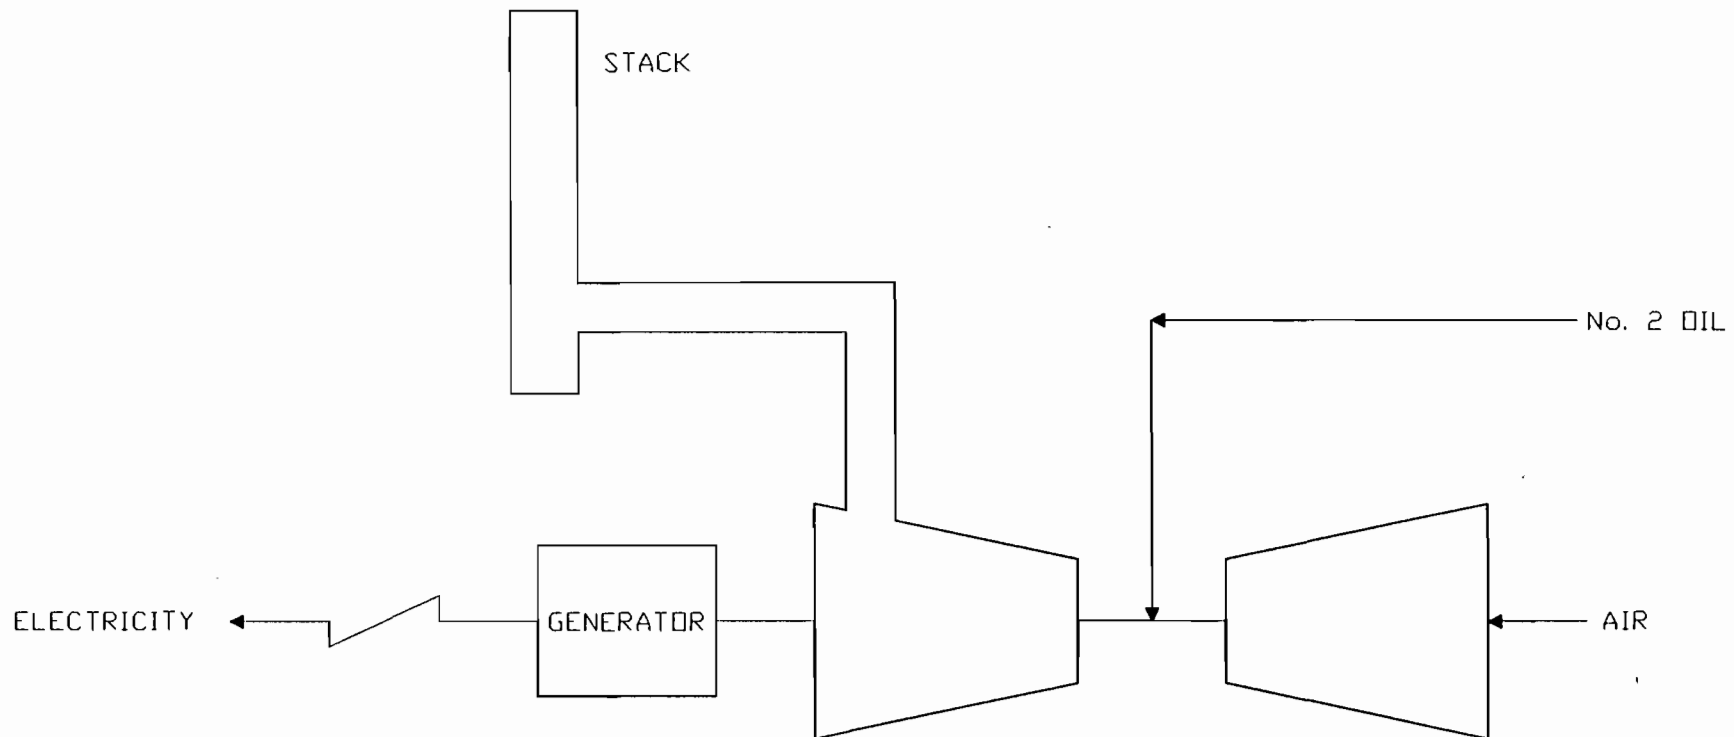 STACK
No. 2 OIL
ELECTRICITY
GENERATOR
AIR